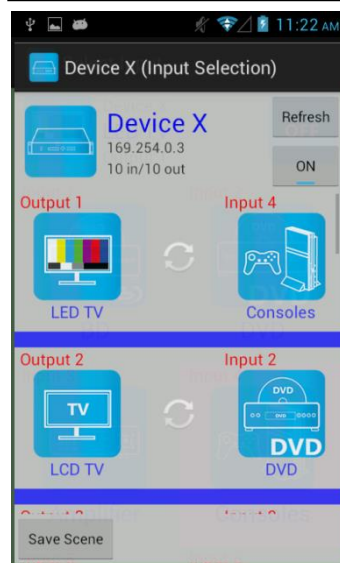 11:22 AM
Device X (Input Selection)
Device X
Refresh
169.254.0.3
10 in/10 out
ON
Output 1
Input 4
LED TV
Consoles
Output 2
Input 2
TV
DVD
DVD
LCD TV
DVD
Save Scene